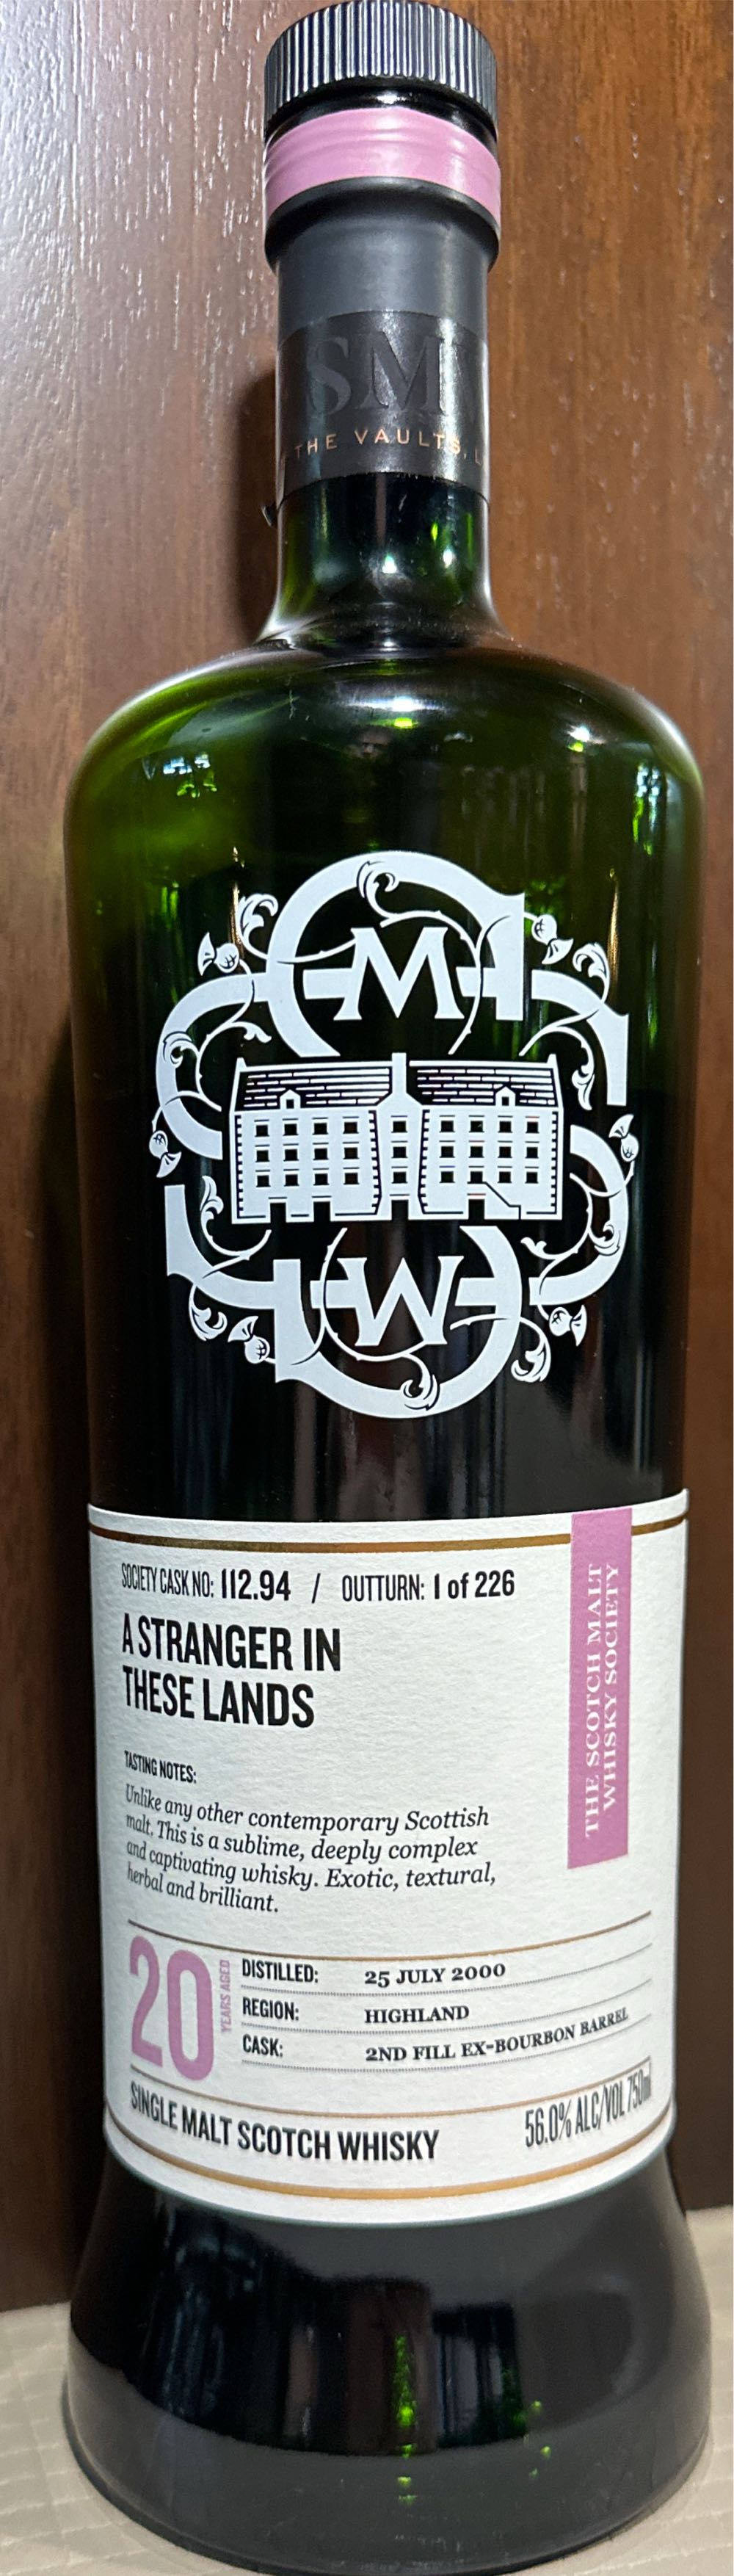 SM
THE VAULTS, L
M
W
SOCIETY CASK NO: 112.94 / OUTTURN: 1 of 226
A STRANGER IN
THESE LANDS
THE SCOTCH MALT
WHISKY SOCIETY
TASTING NOTES:
Unlike any other contemporary Scottish
malt. This is a sublime, deeply complex
and captivating whisky. Exotic, textural,
herbal and brilliant.
20 YEARS AGED
DISTILLED: 25 JULY 2000
REGION: HIGHLAND
CASK: 2ND FILL EX-BOURBON BARREL
SINGLE MALT SCOTCH WHISKY 56.0% ALC/VOL 750ml